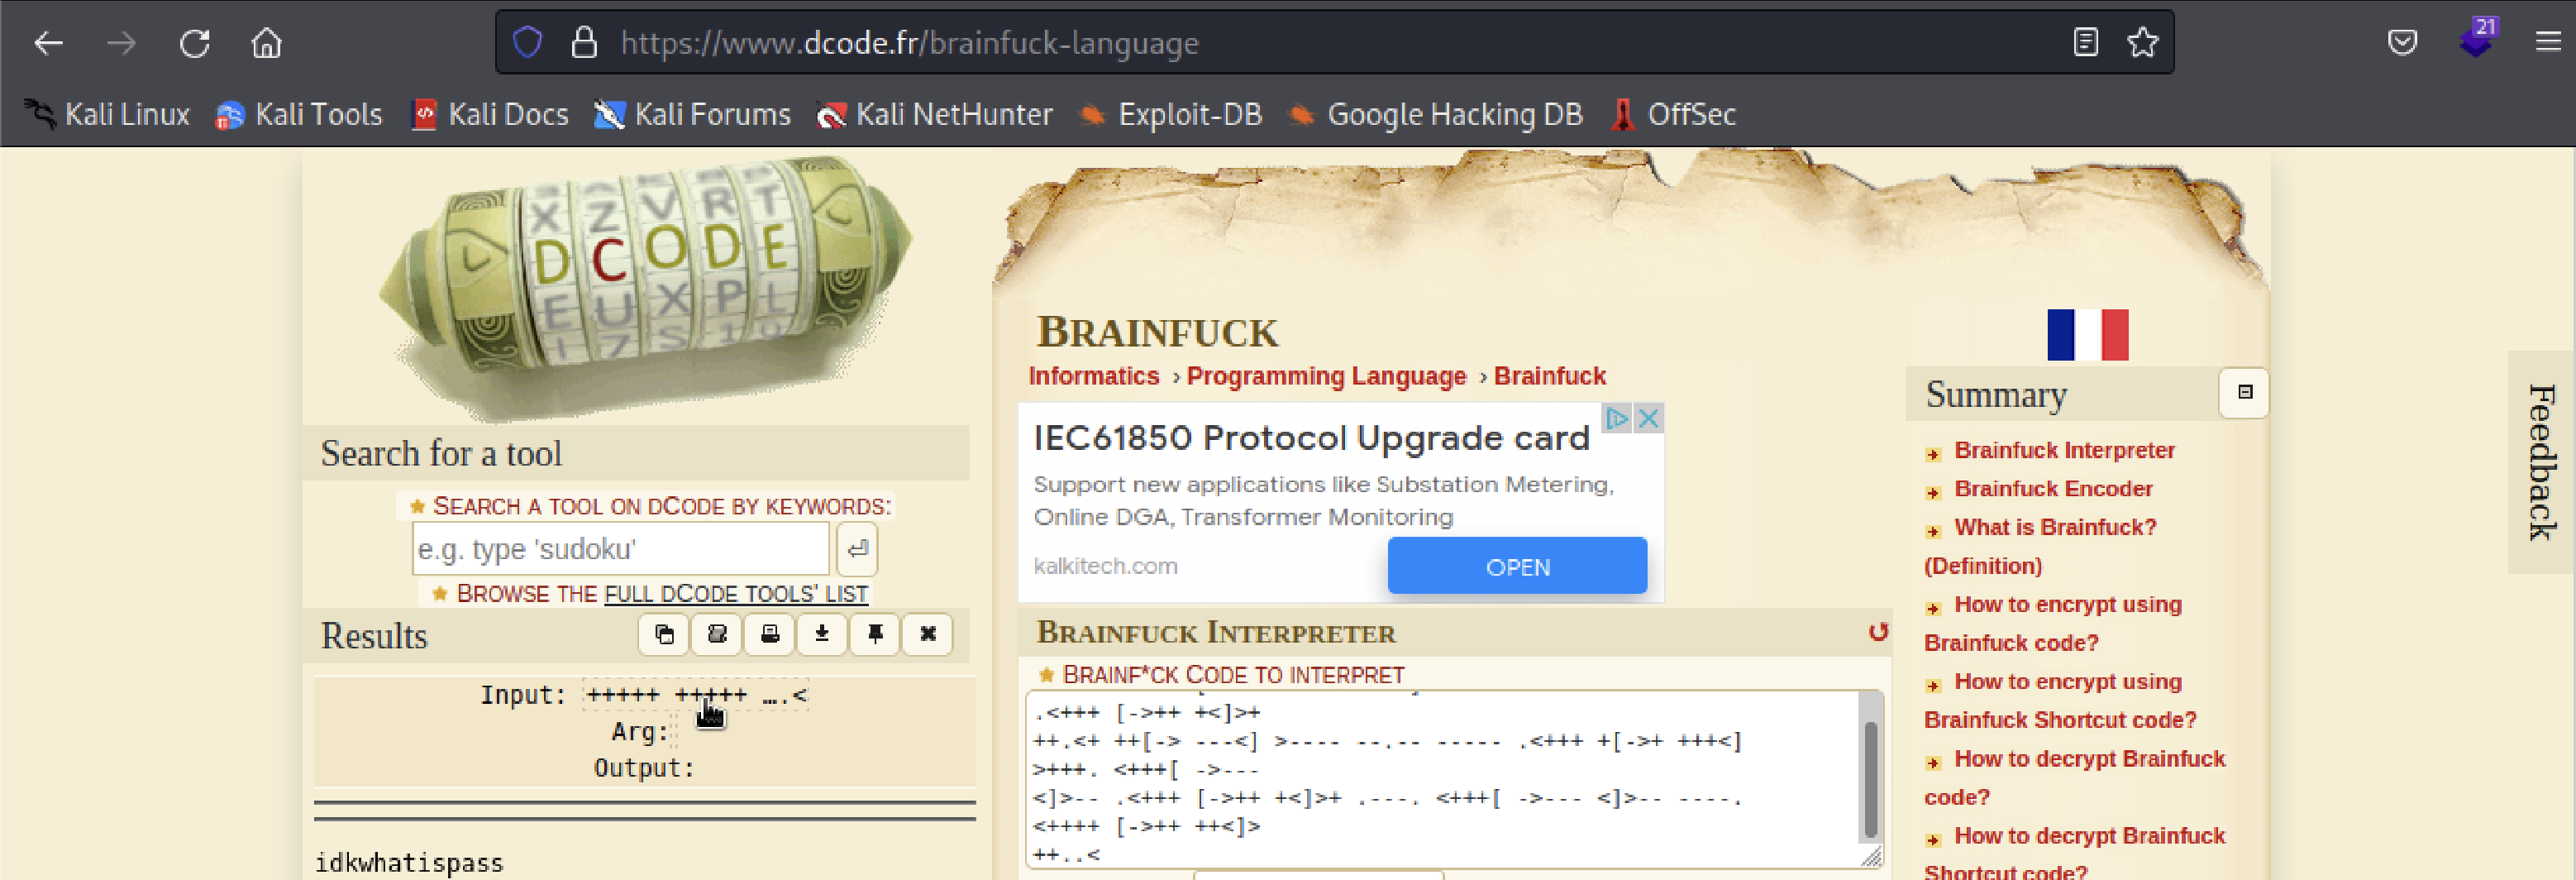 https://www.dcode.fr/brainfuck-language
21
Kali Linux Kali Tools Kali Docs Kali Forums Kali NetHunter Exploit-DB Google Hacking DB OffSec
X Z V R T
D C O D E
E U X P L
BRAINFUCK
Informatics › Programming Language › Brainfuck
IEC61850 Protocol Upgrade card
Support new applications like Substation Metering,
Online DGA, Transformer Monitoring
kalkitech.com
OPEN
Search for a tool
SEARCH A TOOL ON DCODE BY KEYWORDS:
e.g. type 'sudoku'
BROWSE THE FULL DCODE TOOLS' LIST
Results
Input: +++++ +++++ ….<
Arg:
Output:
idkwhatispass
BRAINFUCK INTERPRETER
BRAINF*CK CODE TO INTERPRET
.<+++ [->++ +<]>+
++.<+ ++[-> ---<] >---- --.-- ----- .<+++ +[->+ +++<]
>+++. <+++[ ->---
<]>-- .<+++ [->++ +<]>+ .---. <+++[ ->--- <]>-- ----.
<++++ [->++ ++<]>
++..<
Summary
Brainfuck Interpreter
Brainfuck Encoder
What is Brainfuck?
(Definition)
How to encrypt using
Brainfuck code?
How to encrypt using
Brainfuck Shortcut code?
How to decrypt Brainfuck
code?
How to decrypt Brainfuck
Shortcut code?
Feedback